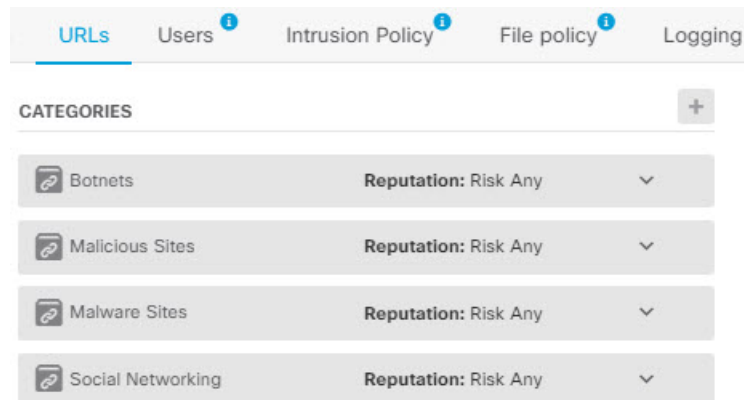 URLs Users i Intrusion Policy i File policy i Logging
CATEGORIES +
Botnets Reputation: Risk Any
Malicious Sites Reputation: Risk Any
Malware Sites Reputation: Risk Any
Social Networking Reputation: Risk Any